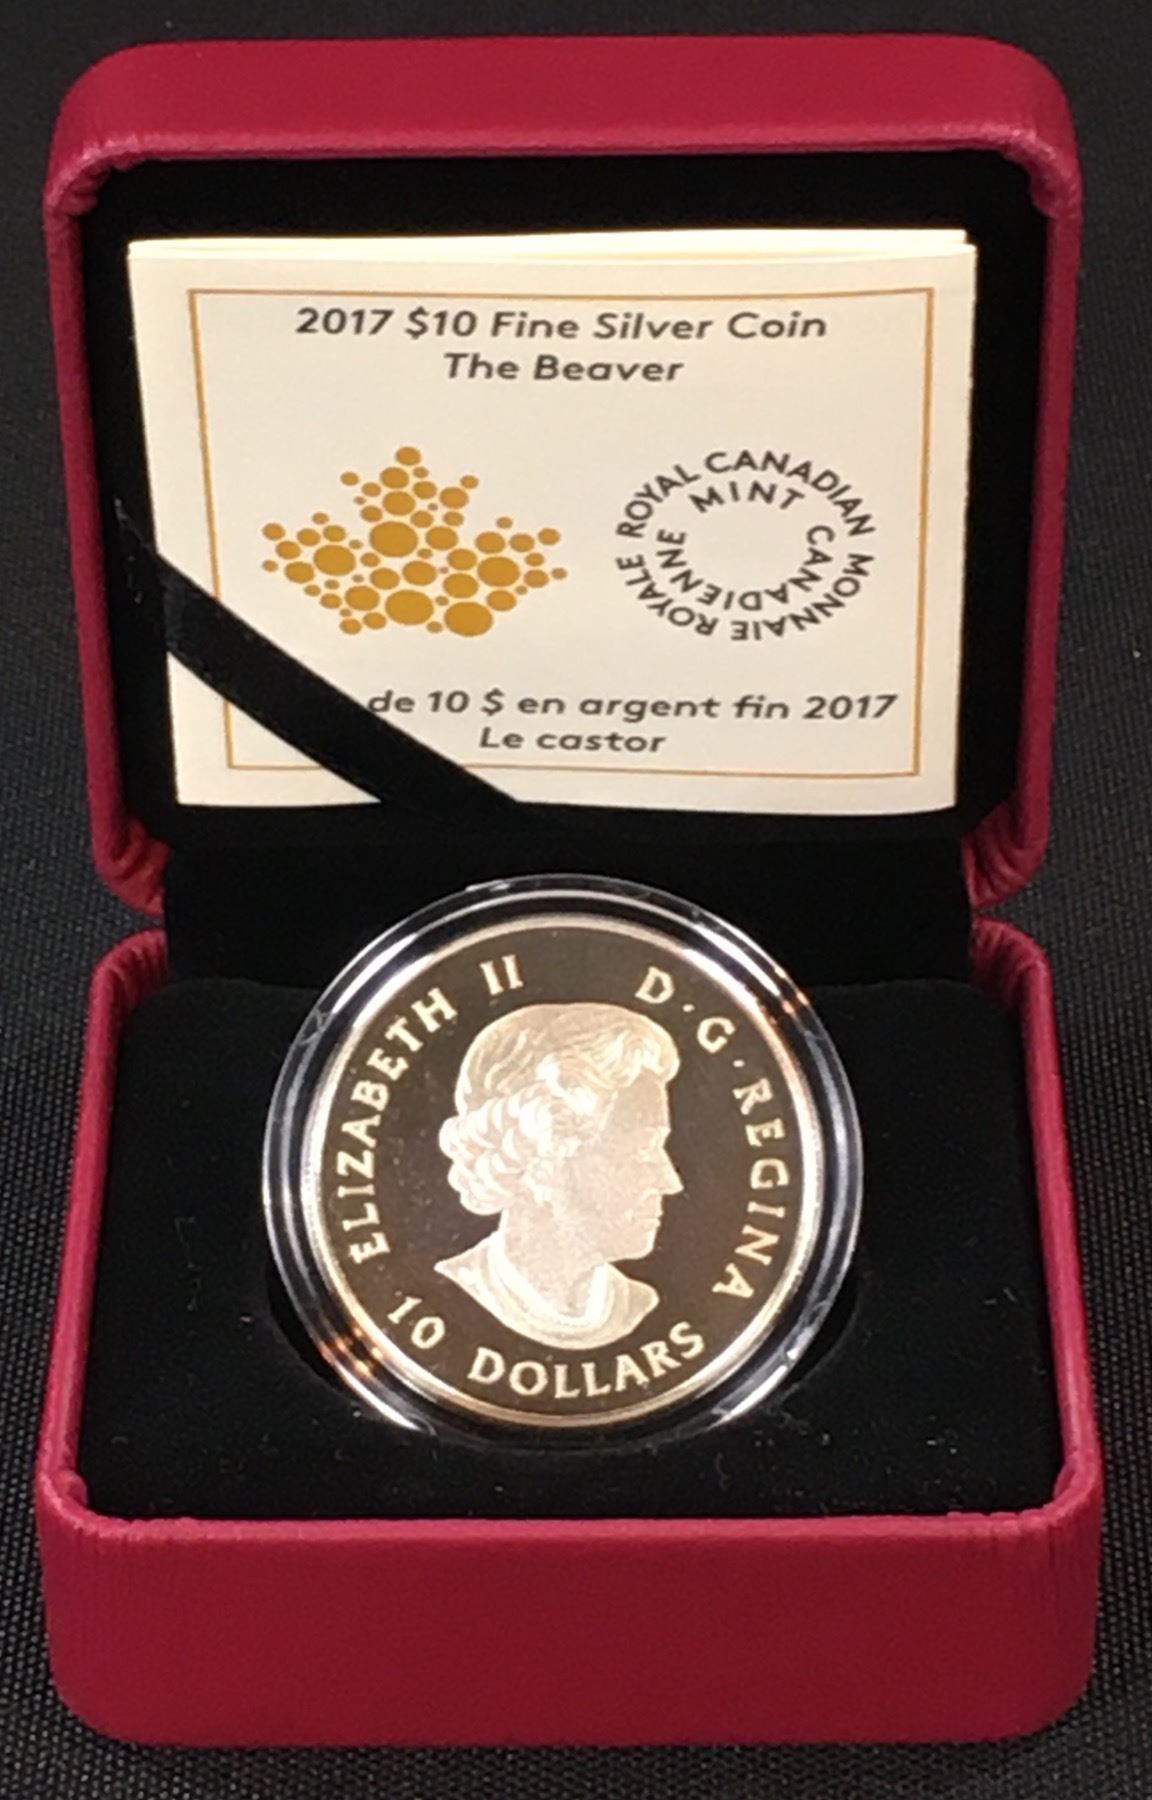 2017 $10 Fine Silver Coin
The Beaver
ROYAL CANADIAN
MINT
MONNAIE ROYALE
CANADIENNE
de 10 $ en argent fin 2017
Le castor
ELIZABETH II D·G·REGINA
10 DOLLARS